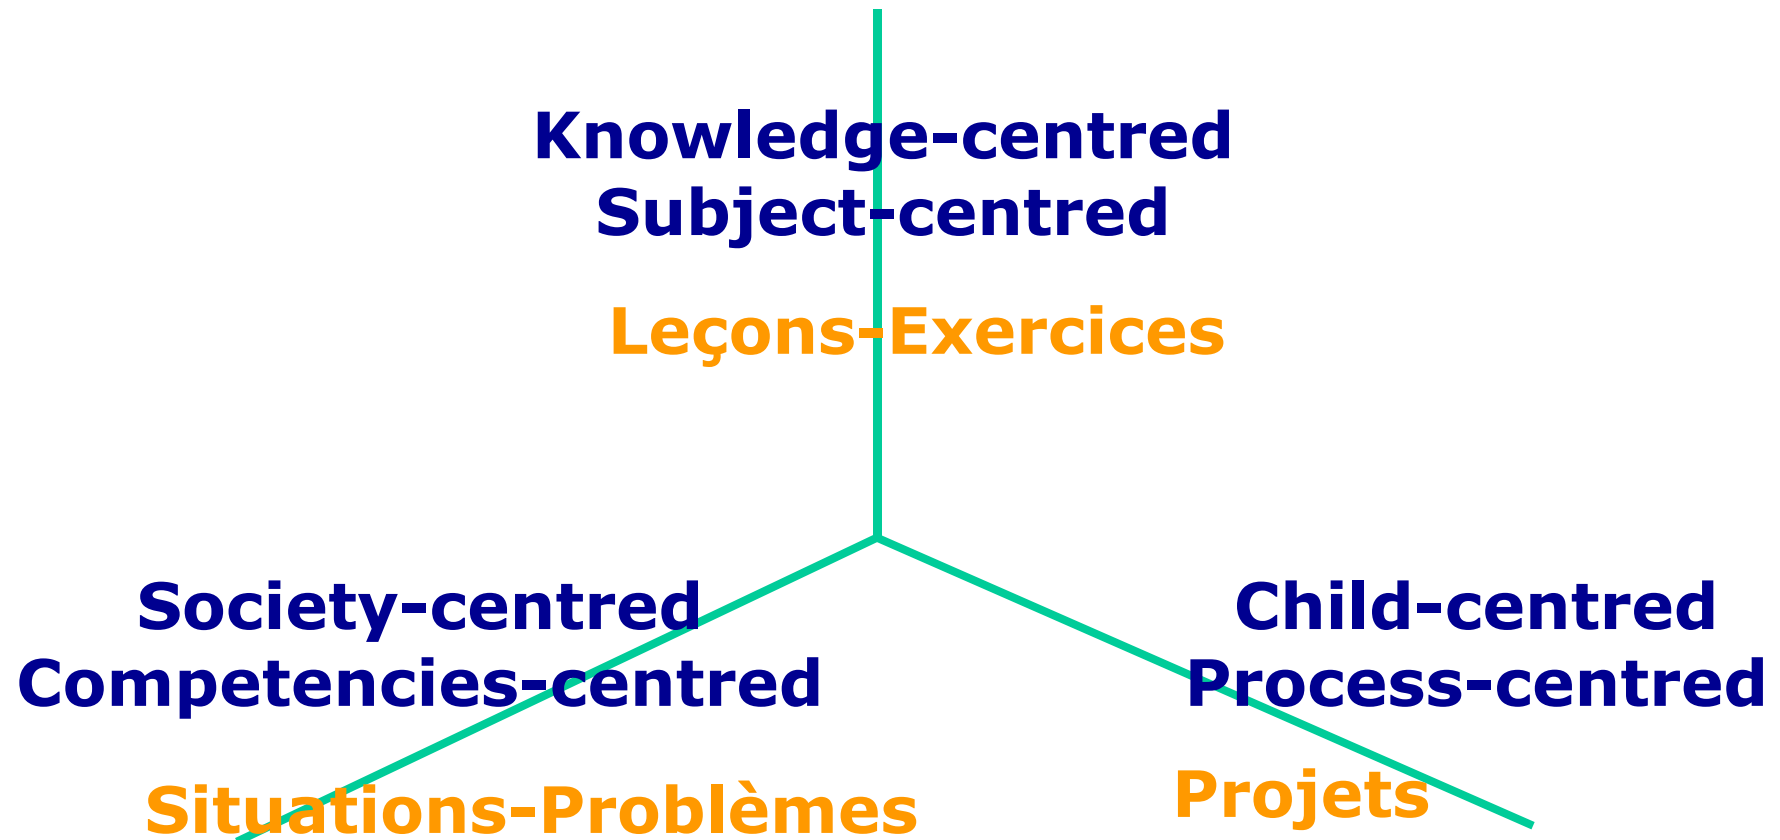 Knowledge-centred
Subject-centred
Leçons-Exercices
Society-centred
Competencies-centred
Situations-Problèmes
Child-centred
Process-centred
Projets